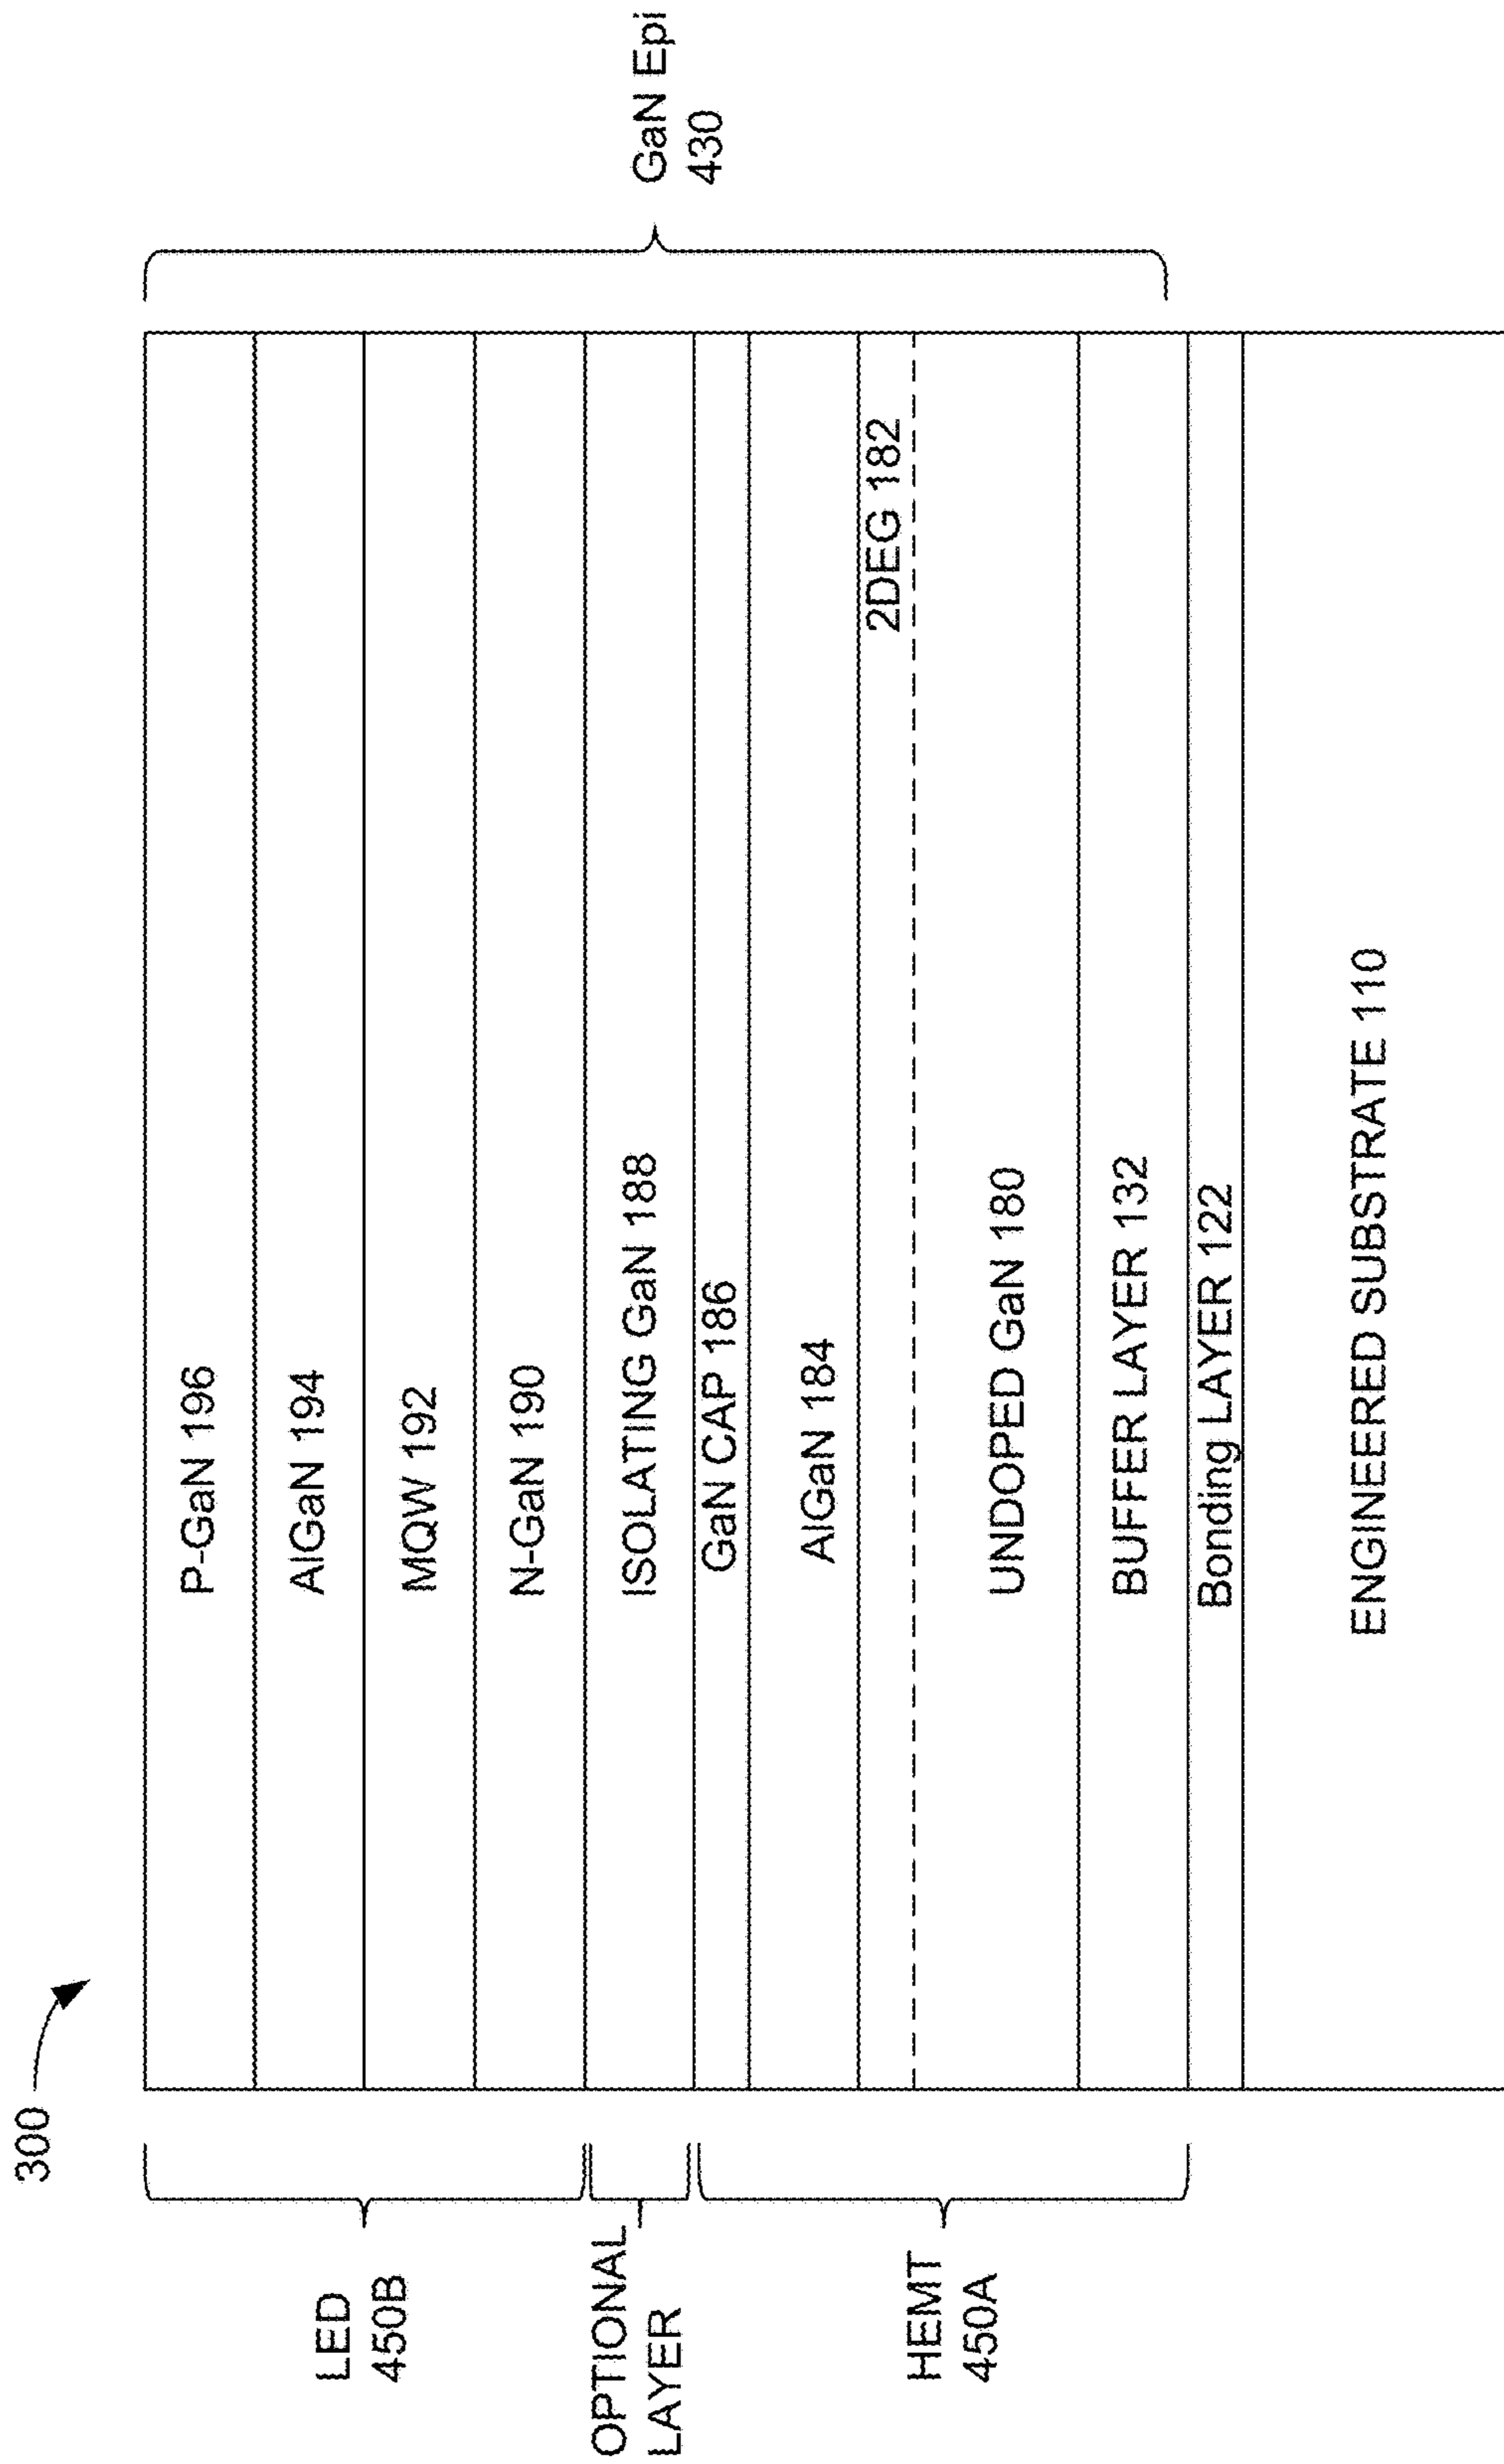 300
LED
450B
OPTIONAL
LAYER
HEMT
450A
P-GaN 196
AlGaN 194
MQW 192
N-GaN 190
ISOLATING GaN 188
GaN CAP 186
AlGaN 184
2DEG 182
UNDOPED GaN 180
BUFFER LAYER 132
Bonding LAYER 122
ENGINEERED SUBSTRATE 110
GaN Epi
430